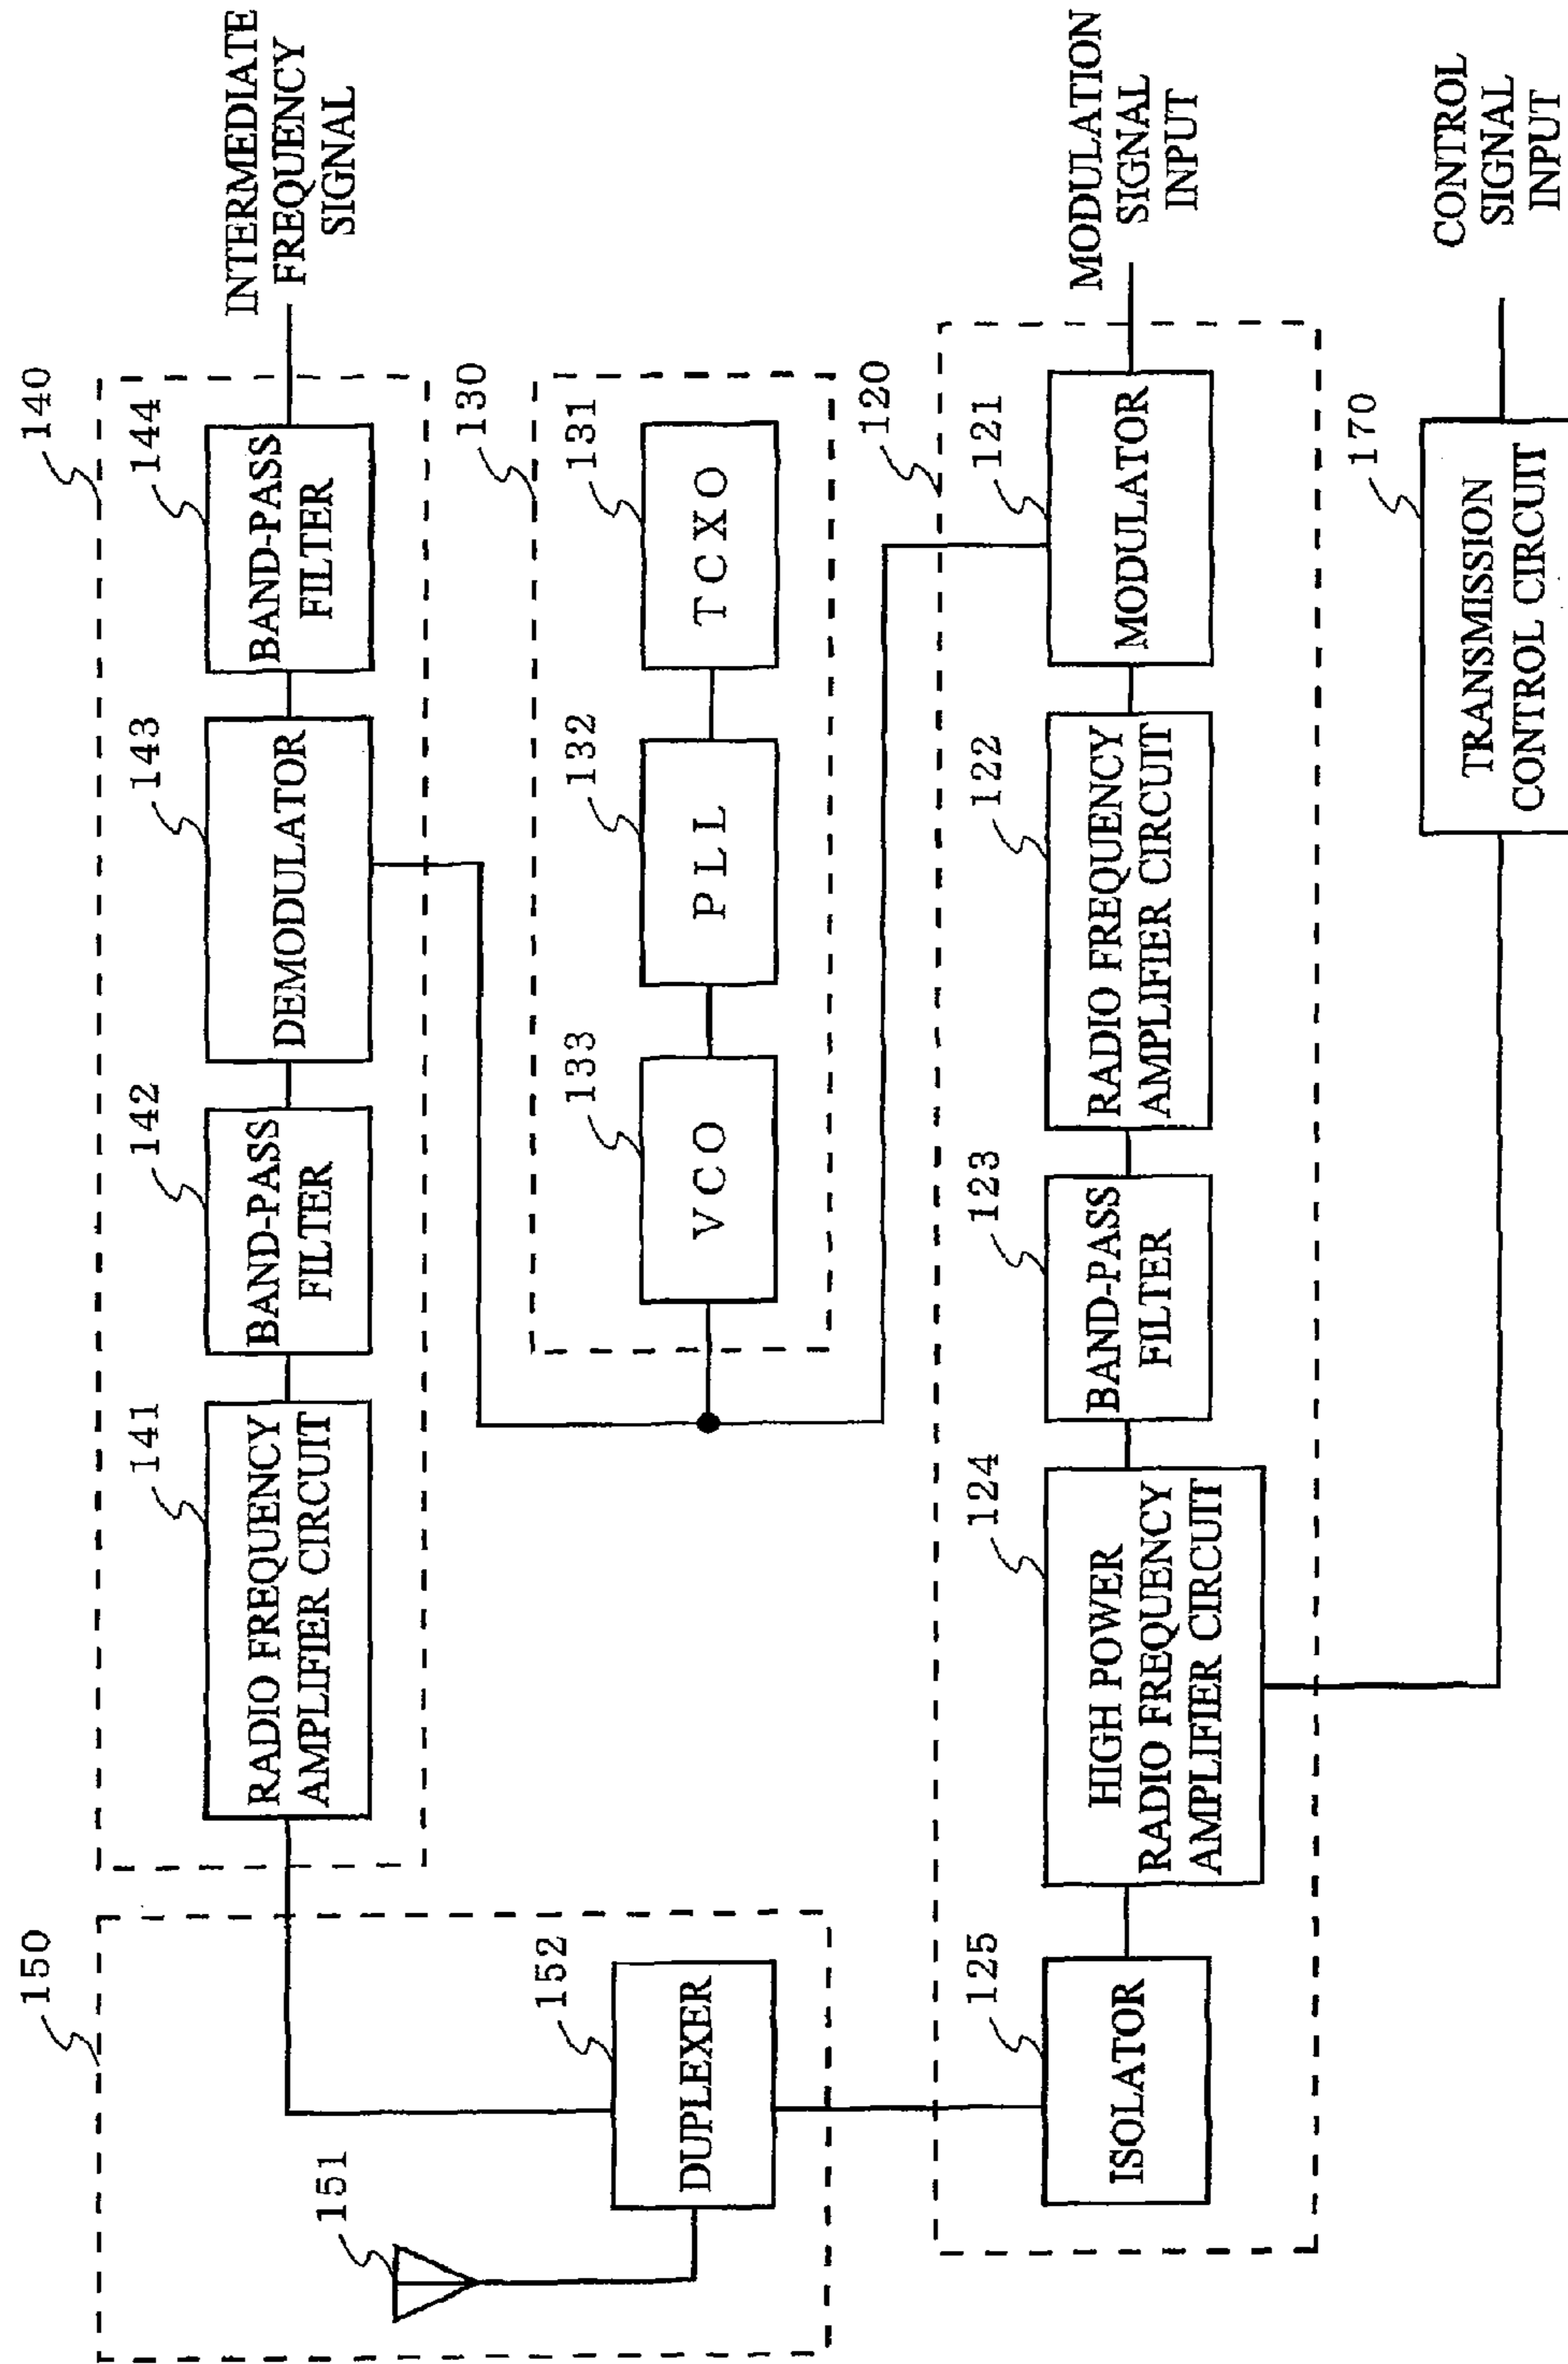 150
151
152
DUPLEXER
140
141
RADIO FREQUENCY
AMPLIFIER CIRCUIT
142
BAND-PASS
FILTER
143
DEMODULATOR
144
BAND-PASS
FILTER
INTERMEDIATE
FREQUENCY
SIGNAL
130
133
VCO
132
PLL
131
TCXO
120
125
ISOLATOR
124
HIGH POWER
RADIO FREQUENCY
AMPLIFIER CIRCUIT
123
BAND-PASS
FILTER
122
RADIO FREQUENCY
AMPLIFIER CIRCUIT
121
MODULATOR
MODULATION
SIGNAL
INPUT
170
TRANSMISSION
CONTROL CIRCUIT
CONTROL
SIGNAL
INPUT